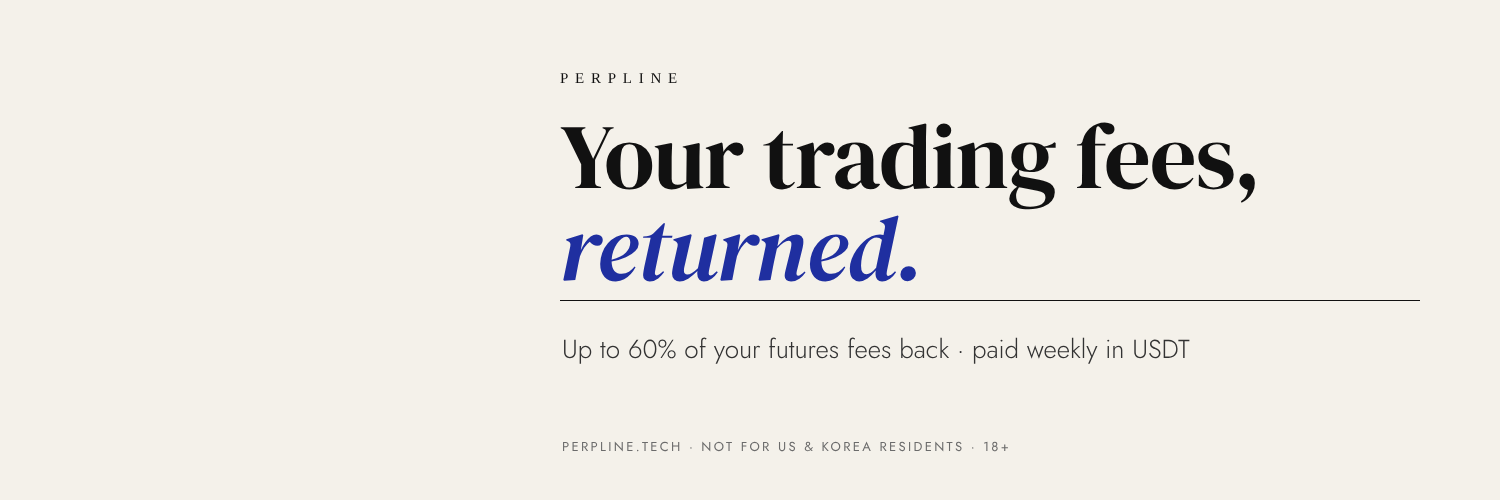 PERPLINE
Your trading fees,
returned.
Up to 60% of your futures fees back · paid weekly in USDT
PERPLINE.TECH · NOT FOR US & KOREA RESIDENTS · 18+